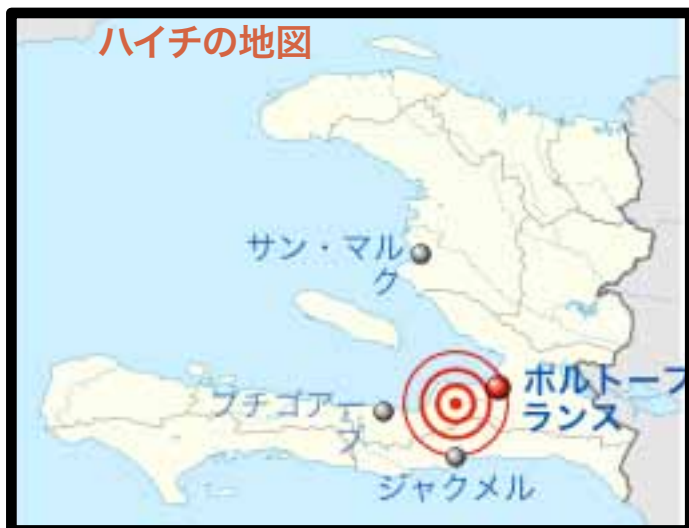 ハイチの地図
サン・マル
ク
ポルトープ
ランス
プチゴアー
ブ
ジャクメル